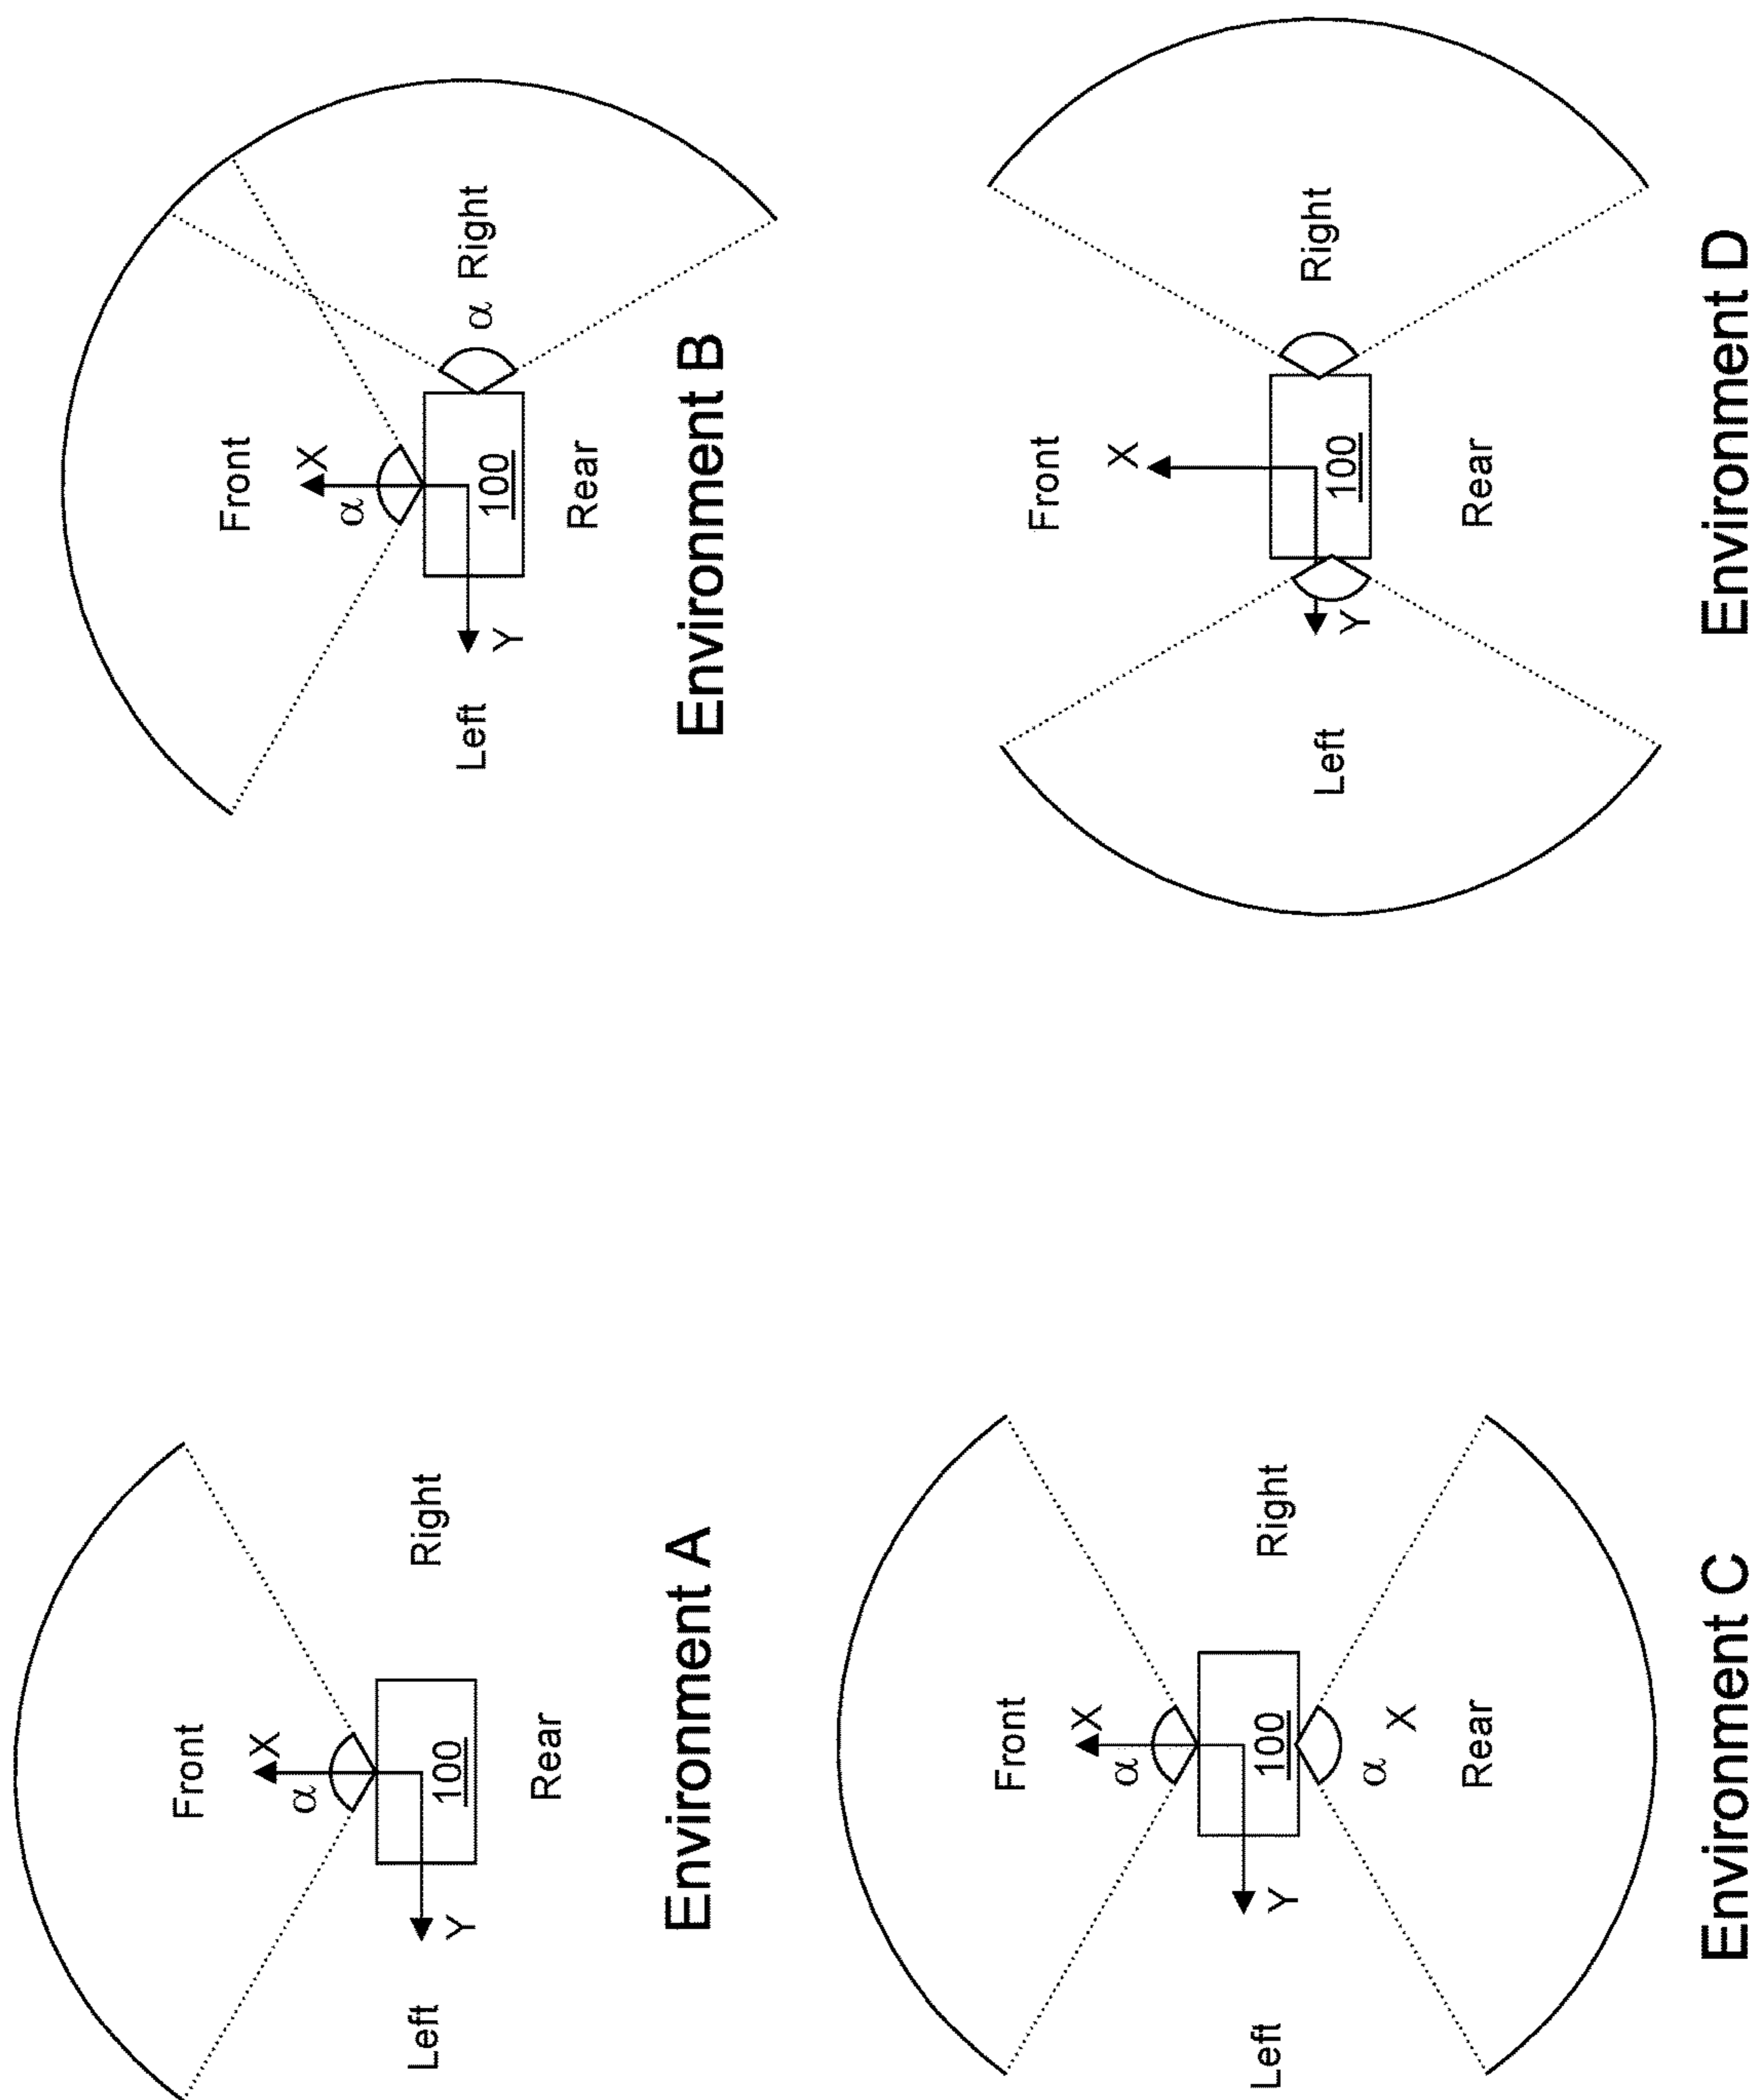 Front
X
α
Left
100
Right
Y
Rear
Environment A
Front
X
α
Left
100
α
Right
Y
Rear
Environment B
Front
X
α
Left
100
Right
Y
α
X
Rear
Environment C
Front
X
Left
100
Right
Y
Rear
Environment D